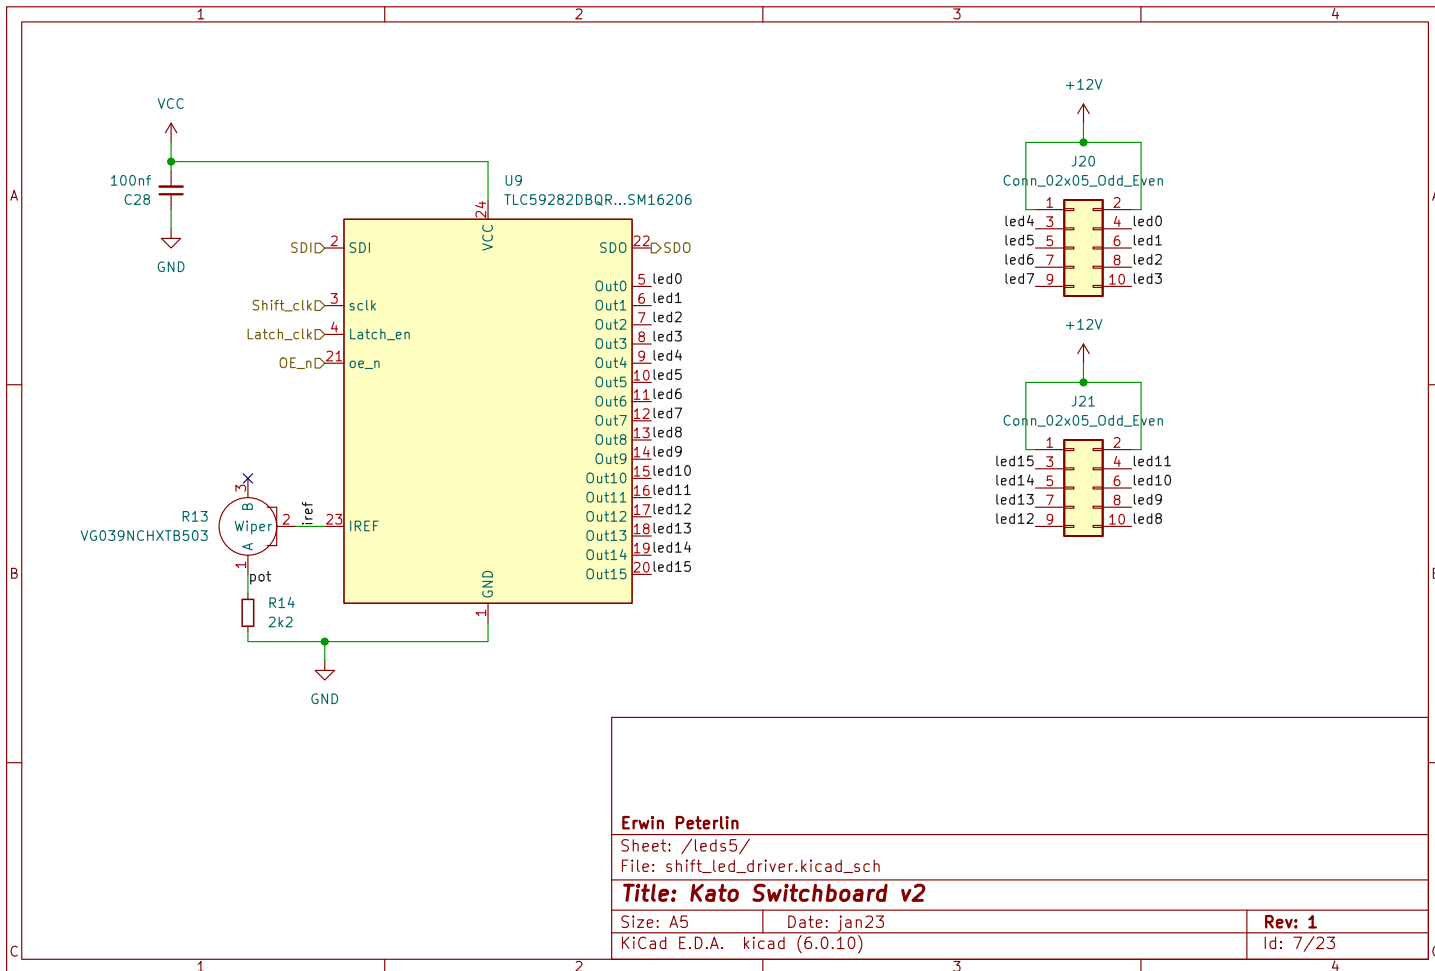 1 2 3 4
A
B
C
A
B
C
1 2 3 4
VCC
100nf
C28
GND
U9
TLC59282DBQR...SM16206
24
VCC
SDI 2 SDI
SDO 22 SDO
Shift_clk 3 sclk
Latch_clk 4 Latch_en
OE_n 21 oe_n
Out0 5 led0
Out1 6 led1
Out2 7 led2
Out3 8 led3
Out4 9 led4
Out5 10 led5
Out6 11 led6
Out7 12 led7
Out8 13 led8
Out9 14 led9
Out10 15 led10
Out11 16 led11
Out12 17 led12
Out13 18 led13
Out14 19 led14
Out15 20 led15
3
B
R13
VG039NCHXTB503
Wiper 2 iref 23 IREF
A
1
pot
R14
2k2
GND
1
GND
+12V
J20
Conn_02x05_Odd_Even
1 2
led4 3 4 led0
led5 5 6 led1
led6 7 8 led2
led7 9 10 led3
+12V
J21
Conn_02x05_Odd_Even
1 2
led15 3 4 led11
led14 5 6 led10
led13 7 8 led9
led12 9 10 led8
Erwin Peterlin
Sheet: /leds5/
File: shift_led_driver.kicad_sch
Title: Kato Switchboard v2
Size: A5 Date: jan23 Rev: 1
KiCad E.D.A. kicad (6.0.10) Id: 7/23